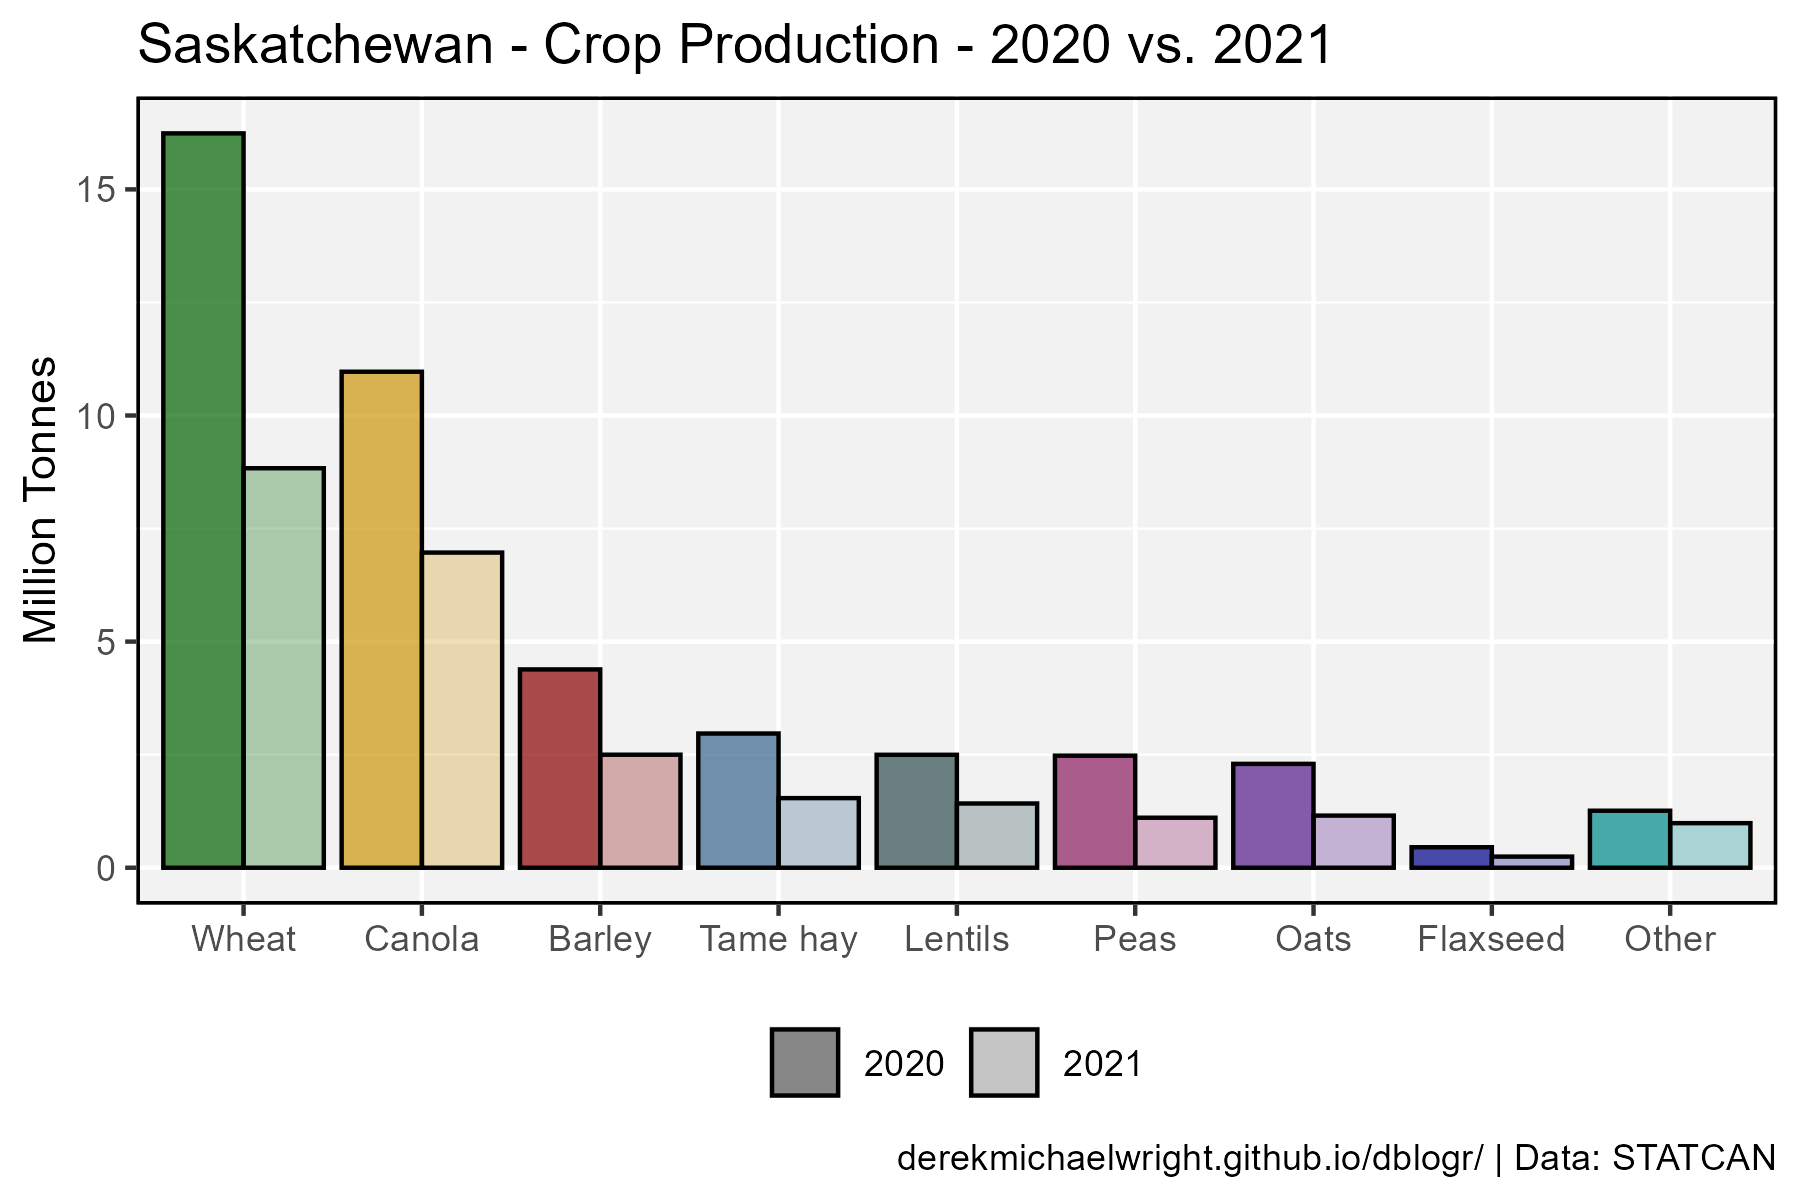 Saskatchewan - Crop Production - 2020 vs. 2021
Million Tonnes
15
10
5
0
Wheat Canola Barley Tame hay Lentils Peas Oats Flaxseed Other
2020 2021
derekmichaelwright.github.io/dblogr/ | Data: STATCAN